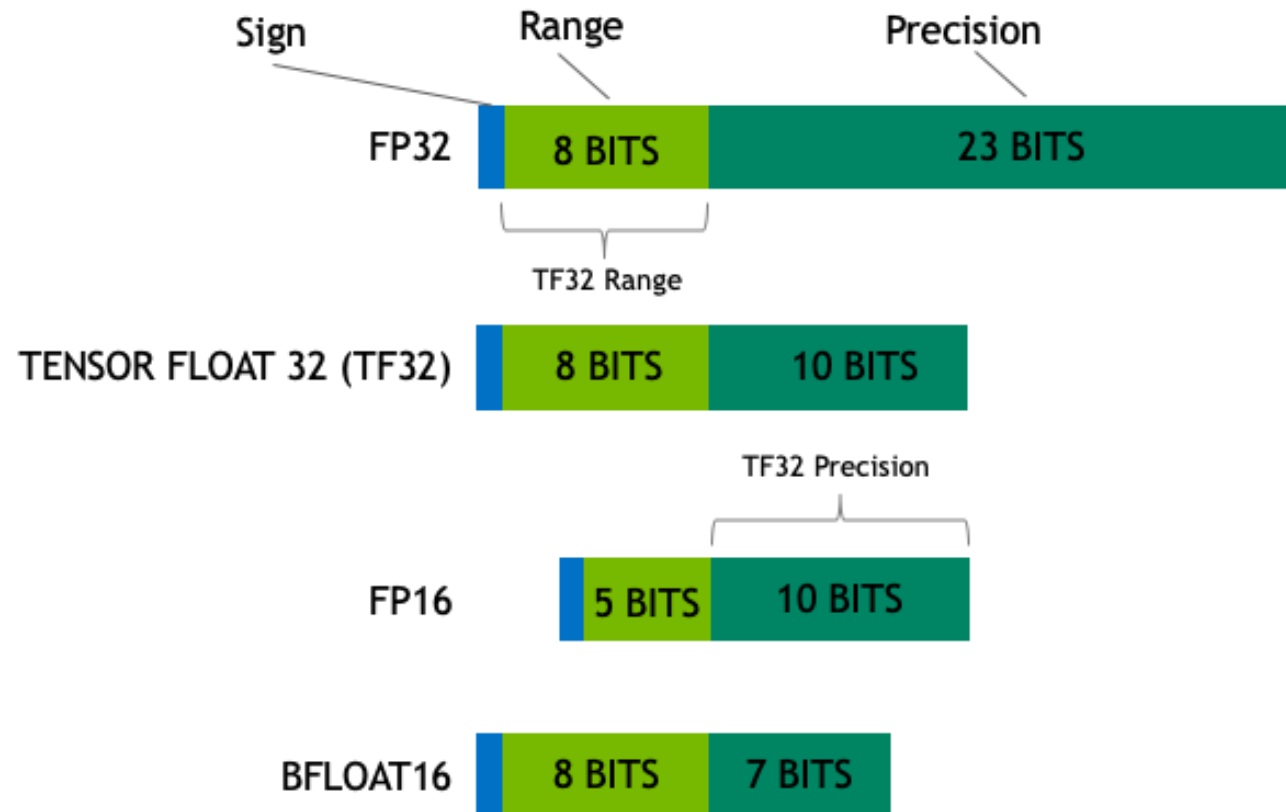 Sign
Range
Precision
FP32
8 BITS
23 BITS
TF32 Range
TENSOR FLOAT 32 (TF32)
8 BITS
10 BITS
TF32 Precision
FP16
5 BITS
10 BITS
BFLOAT16
8 BITS
7 BITS